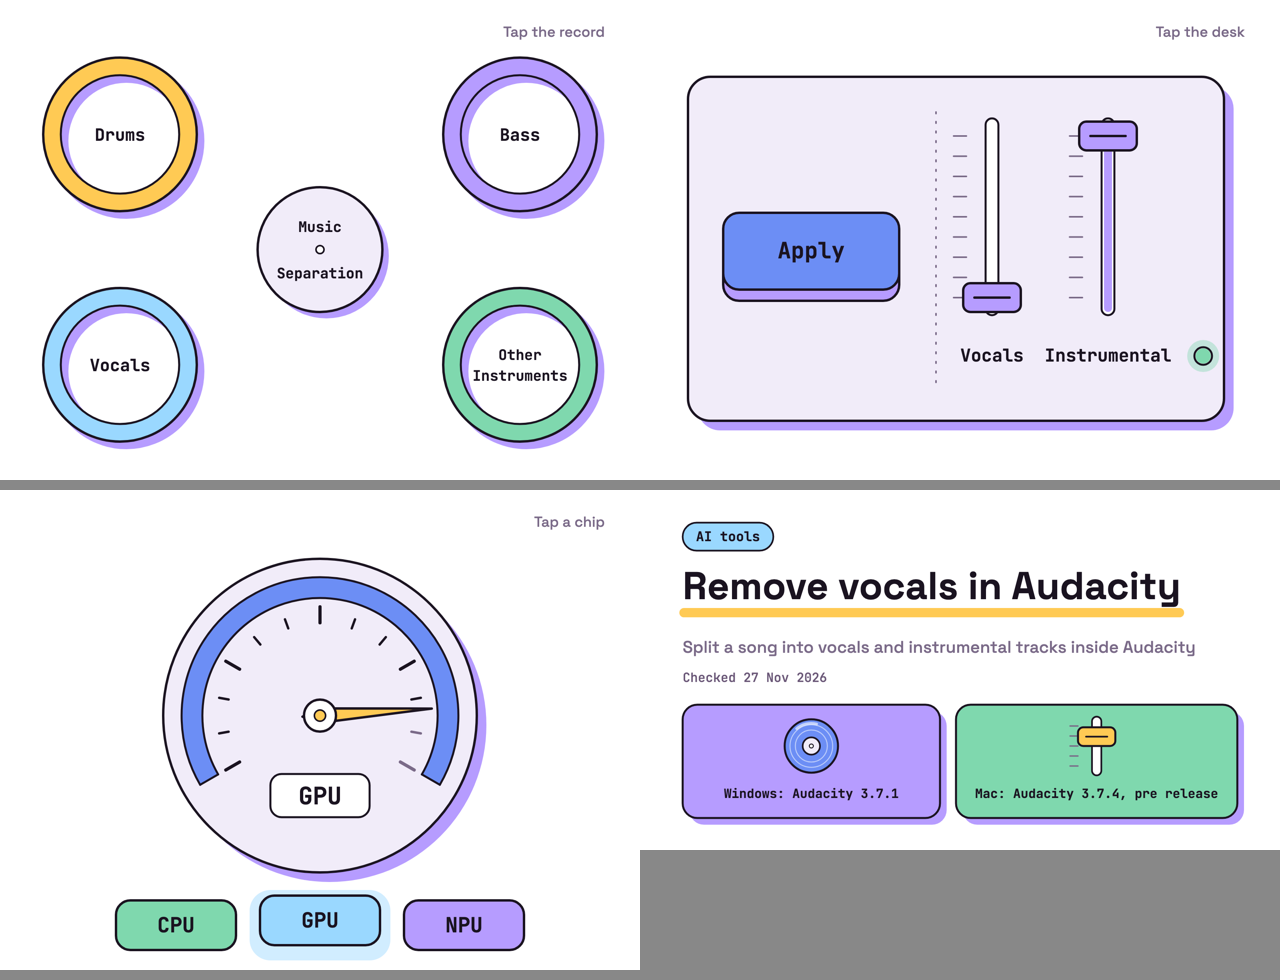 Tap the record
Drums
Bass
Music
Separation
Vocals
Other
Instruments
Tap the desk
Apply
Vocals
Instrumental
Tap a chip
GPU
CPU
GPU
NPU
AI tools
Remove vocals in Audacity
Split a song into vocals and instrumental tracks inside Audacity
Checked 27 Nov 2026
Windows: Audacity 3.7.1
Mac: Audacity 3.7.4, pre release